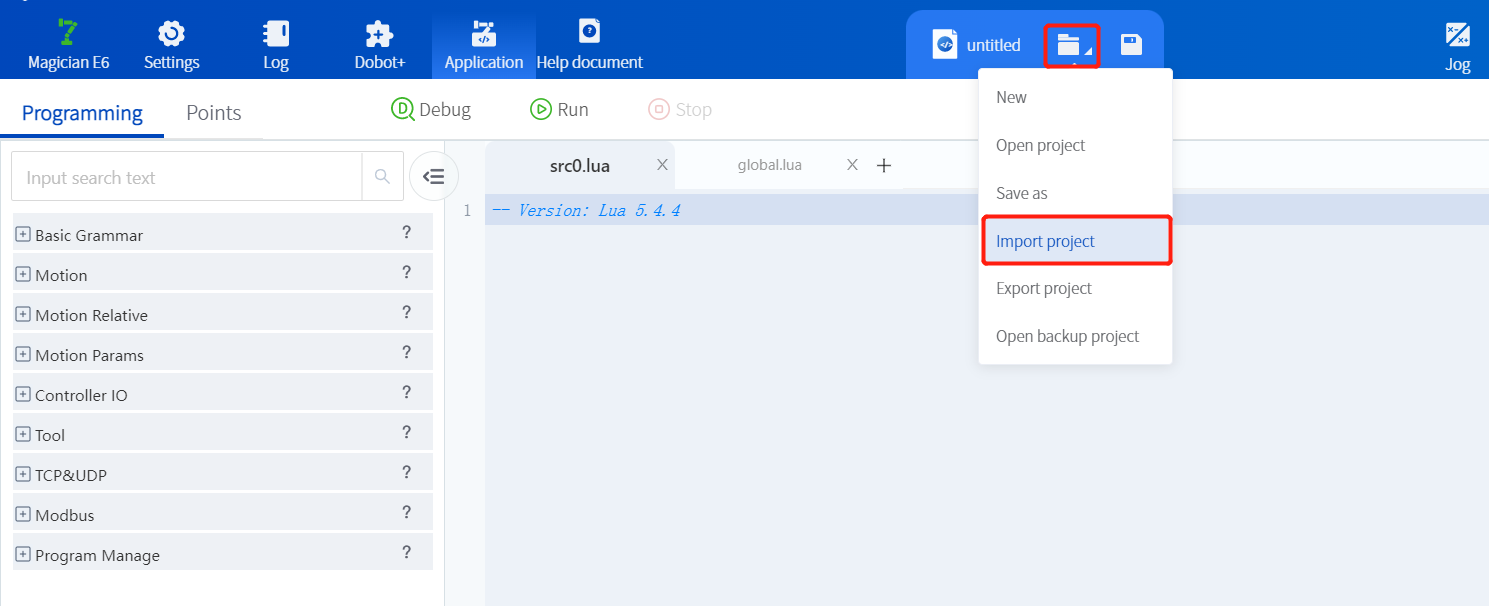 Magician E6
Settings
Log
Dobot+
Application
Help document
untitled
Jog
Programming
Points
Debug
Run
Stop
New
Open project
Save as
Import project
Export project
Open backup project
Input search text
src0.lua X
global.lua X +
1 -- Version: Lua 5.4.4
Basic Grammar ?
Motion ?
Motion Relative ?
Motion Params ?
Controller IO ?
Tool ?
TCP&UDP ?
Modbus ?
Program Manage ?